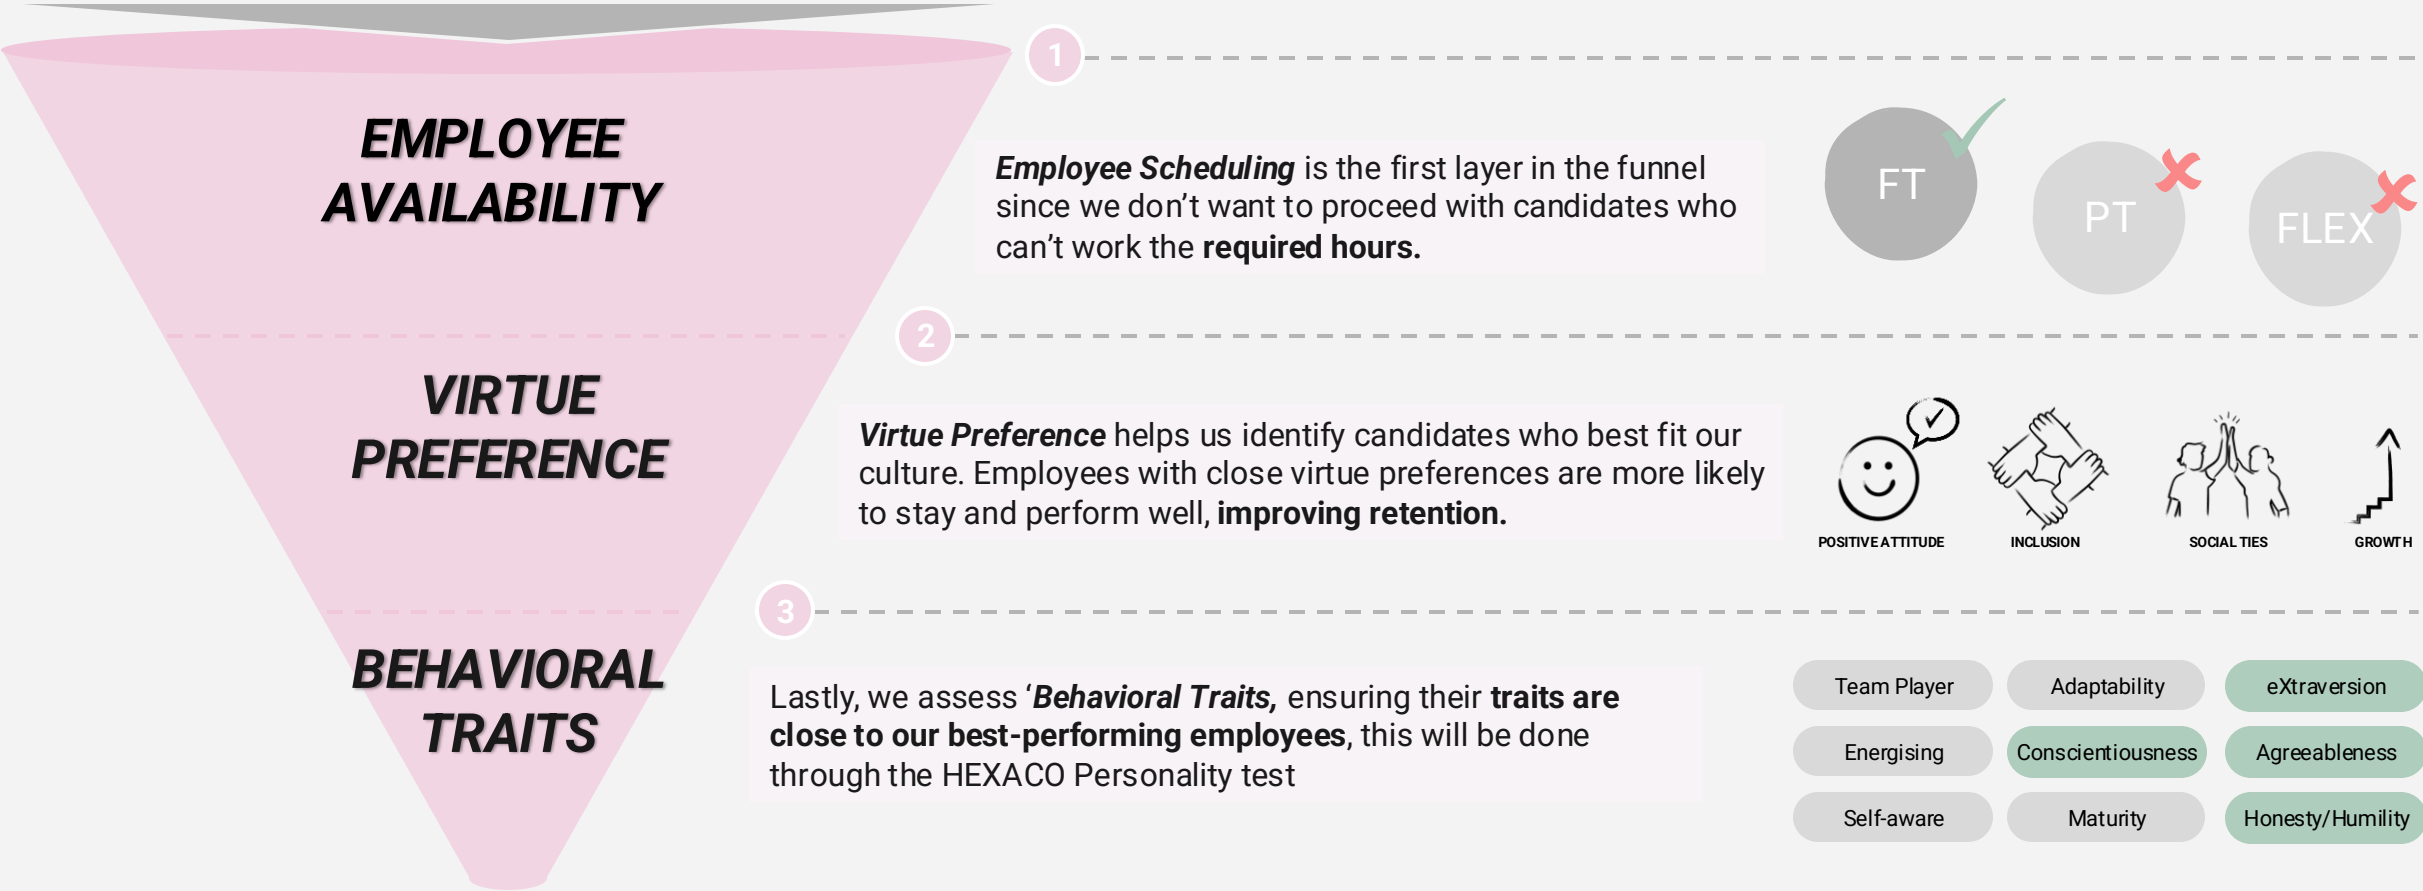 EMPLOYEE
AVAILABILITY
1
Employee Scheduling is the first layer in the funnel
since we don’t want to proceed with candidates who
can’t work the required hours.
FT
PT
FLEX
VIRTUE
PREFERENCE
2
Virtue Preference helps us identify candidates who best fit our
culture. Employees with close virtue preferences are more likely
to stay and perform well, improving retention.
POSITIVE ATTITUDE
INCLUSION
SOCIAL TIES
GROWTH
BEHAVIORAL
TRAITS
3
Lastly, we assess ‘Behavioral Traits, ensuring their traits are
close to our best-performing employees, this will be done
through the HEXACO Personality test
Team Player
Adaptability
eXtraversion
Energising
Conscientiousness
Agreeableness
Self-aware
Maturity
Honesty/Humility